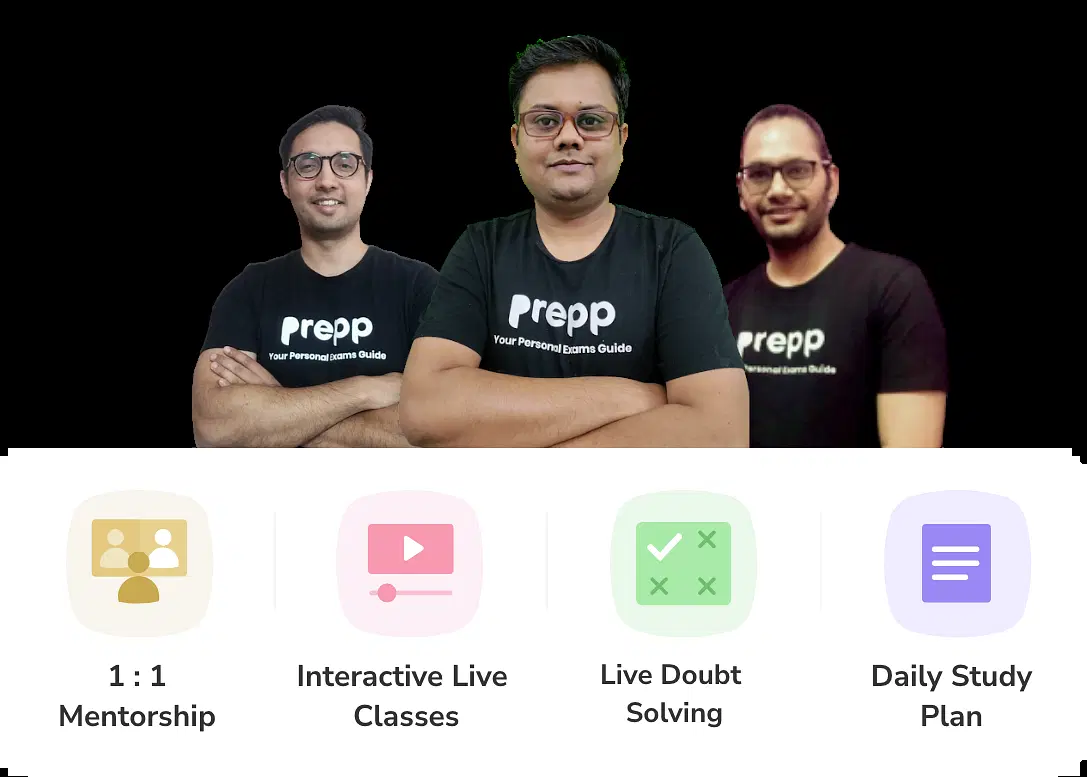 prepp
Your Personal Exams Guide
prepp
Your Personal Exams Guide
prepp
Personal Exams Guide
1 : 1
Mentorship
Interactive Live
Classes
Live Doubt
Solving
Daily Study
Plan